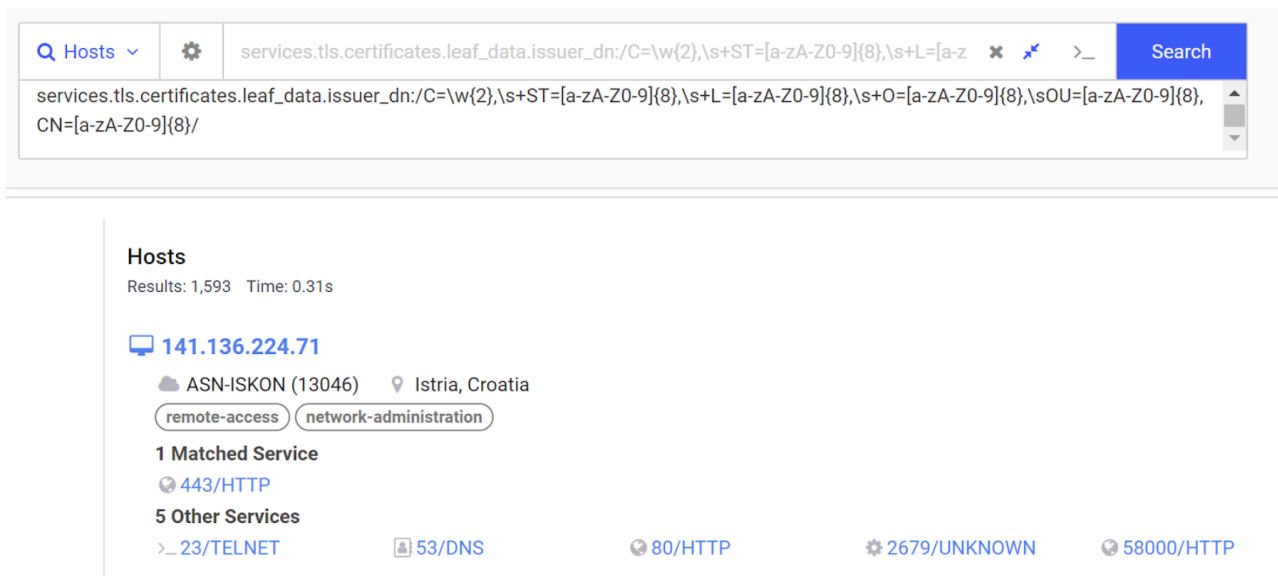 Hosts
services.tls.certificates.leaf_data.issuer_dn:/C=\w{2},\s+ST=[a-zA-Z0-9]{8},\s+L=[a-z
>_
Search
services.tls.certificates.leaf_data.issuer_dn:/C=\w{2},\s+ST=[a-zA-Z0-9]{8},\s+L=[a-zA-Z0-9]{8},\s+O=[a-zA-Z0-9]{8},\sOU=[a-zA-Z0-9]{8},
CN=[a-zA-Z0-9]{8}/
Hosts
Results: 1,593 Time: 0.31s
141.136.224.71
ASN-ISKON (13046) Istria, Croatia
remote-access network-administration
1 Matched Service
443/HTTP
5 Other Services
>_ 23/TELNET 53/DNS 80/HTTP 2679/UNKNOWN 58000/HTTP